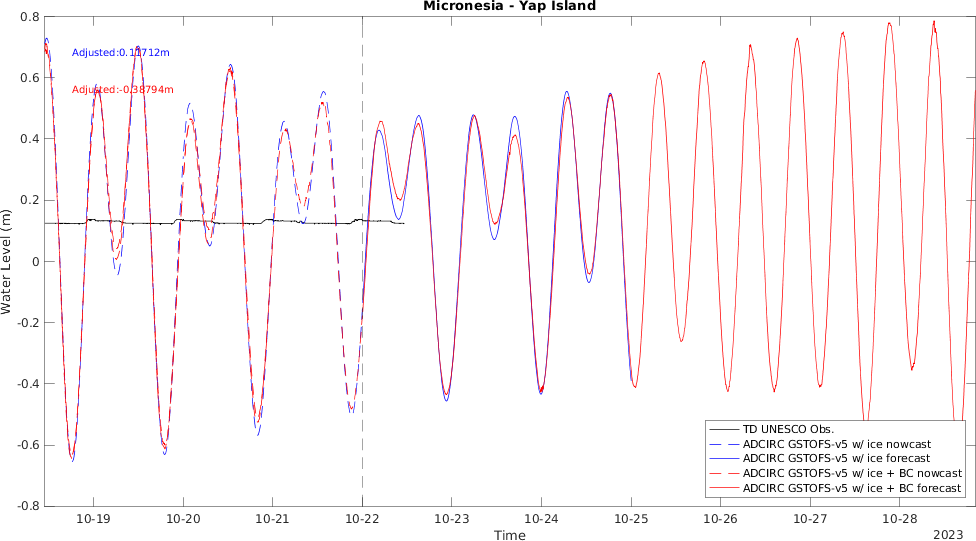 Micronesia - Yap Island
0.8
0.6
0.4
0.2
0
-0.2
-0.4
-0.6
-0.8
Water Level (m)
Adjusted:0.11712m
Adjusted:-0.38794m
TD UNESCO Obs.
ADCIRC GSTOFS-v5 w/ ice nowcast
ADCIRC GSTOFS-v5 w/ ice forecast
ADCIRC GSTOFS-v5 w/ ice + BC nowcast
ADCIRC GSTOFS-v5 w/ ice + BC forecast
10-19 10-20 10-21 10-22 10-23 10-24 10-25 10-26 10-27 10-28
Time
2023